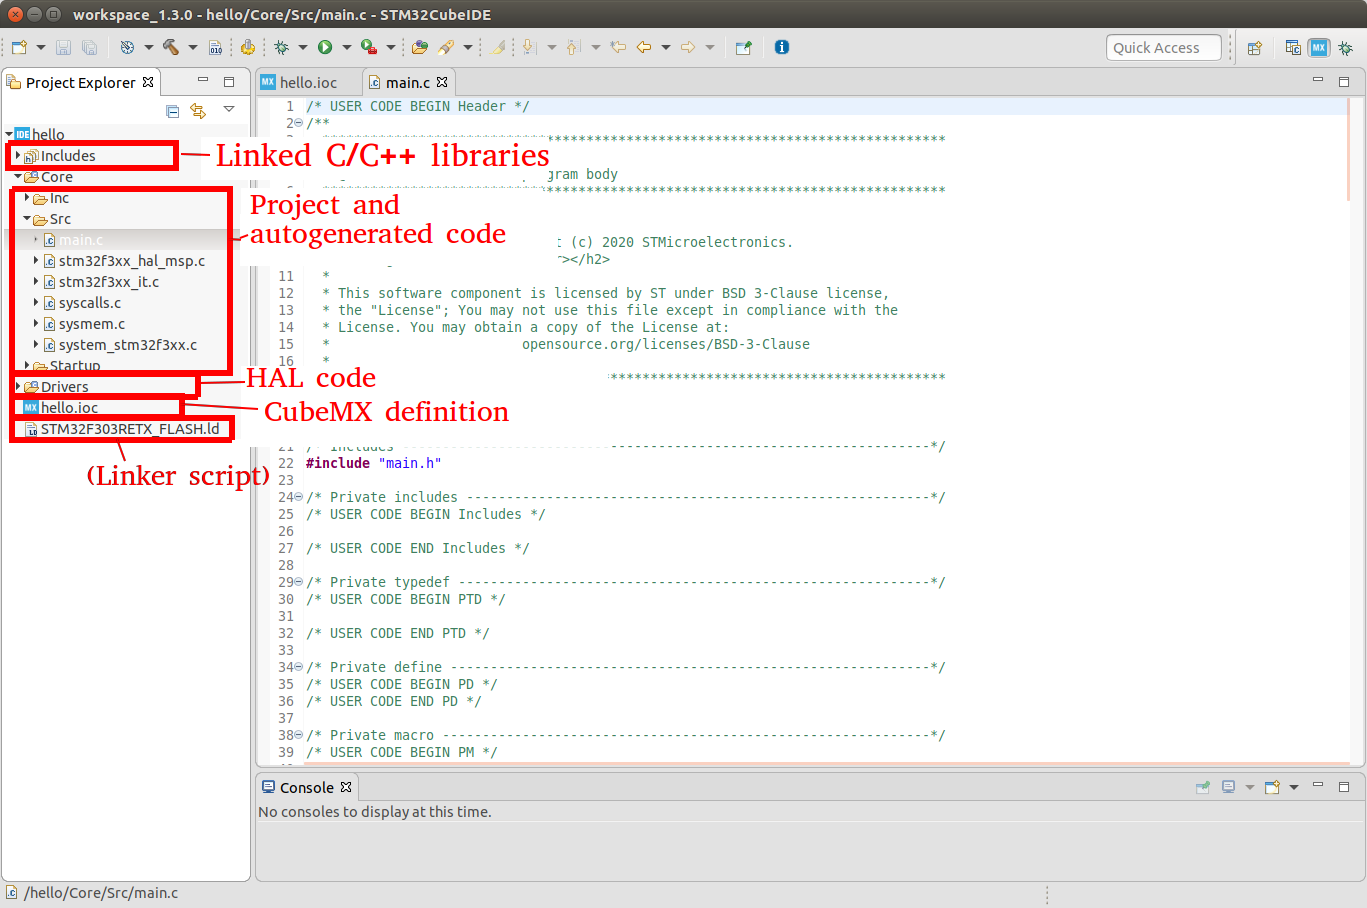 workspace_1.3.0 - hello/Core/Src/main.c - STM32CubeIDE
Quick Access
Project Explorer
hello.ioc
main.c
hello
Includes
Core
Inc
Src
main.c
stm32f3xx_hal_msp.c
stm32f3xx_it.c
syscalls.c
sysmem.c
system_stm32f3xx.c
Startup
Drivers
hello.ioc
STM32F303RETX_FLASH.ld
Linked C/C++ libraries
Project and
autogenerated code
HAL code
CubeMX definition
(Linker script)
1 /* USER CODE BEGIN Header */
2 /**
gram body
(c) 2020 STMicroelectronics.
></h2>
11 *
12 * This software component is licensed by ST under BSD 3-Clause license,
13 * the "License"; You may not use this file except in compliance with the
14 * License. You may obtain a copy of the License at:
15 * opensource.org/licenses/BSD-3-Clause
16 *
21 /* Includes ------------------------------------------------------------------*/
22 #include "main.h"
23
24 /* Private includes ----------------------------------------------------------*/
25 /* USER CODE BEGIN Includes */
26
27 /* USER CODE END Includes */
28
29 /* Private typedef -----------------------------------------------------------*/
30 /* USER CODE BEGIN PTD */
31
32 /* USER CODE END PTD */
33
34 /* Private define ------------------------------------------------------------*/
35 /* USER CODE BEGIN PD */
36 /* USER CODE END PD */
37
38 /* Private macro -------------------------------------------------------------*/
39 /* USER CODE BEGIN PM */
Console
No consoles to display at this time.
/hello/Core/Src/main.c